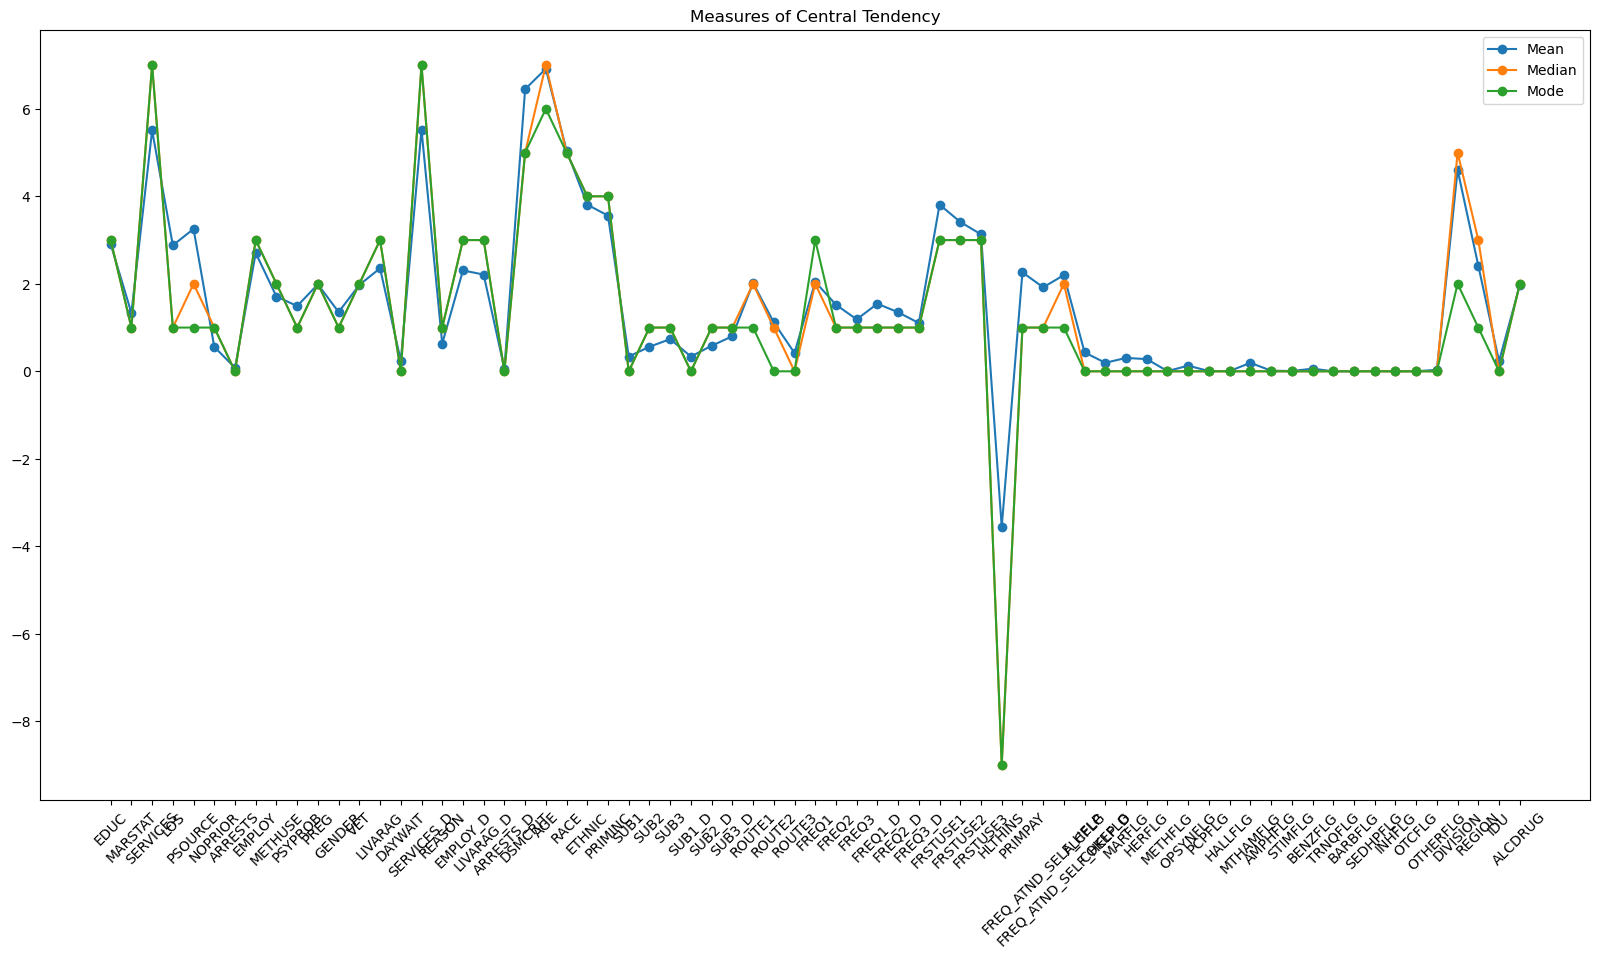 Measures of Central Tendency
Mean
Median
Mode
6
4
2
0
−2
−4
−6
−8
EDUC
MARSTAT
SERVICES
LOS
PSOURCE
NOPRIOR
ARRESTS
EMPLOY
METHUSE
PSYPROB
PREG
GENDER
VET
LIVARAG
DAYWAIT
SERVICES_D
REASON
EMPLOY_D
LIVARAG_D
ARRESTS_D
DSMCRIT
AGE
RACE
ETHNIC
PRIMINC
SUB1
SUB2
SUB3
SUB1_D
SUB2_D
SUB3_D
ROUTE1
ROUTE2
ROUTE3
FREQ1
FREQ2
FREQ3
FREQ1_D
FREQ2_D
FREQ3_D
FRSTUSE1
FRSTUSE2
FRSTUSE3
HLTHINS
PRIMPAY
FREQ_ATND_SELF_HELP
FREQ_ATND_SELF_HELP_D
ALCFLG
COKEFLG
MARFLG
HERFLG
METHFLG
OPSYNFLG
PCPFLG
HALLFLG
MTHAMFLG
AMPHFLG
STIMFLG
BENZFLG
TRNQFLG
BARBFLG
SEDHPFLG
INHFLG
OTCFLG
OTHERFLG
DIVISION
REGION
IDU
ALCDRUG